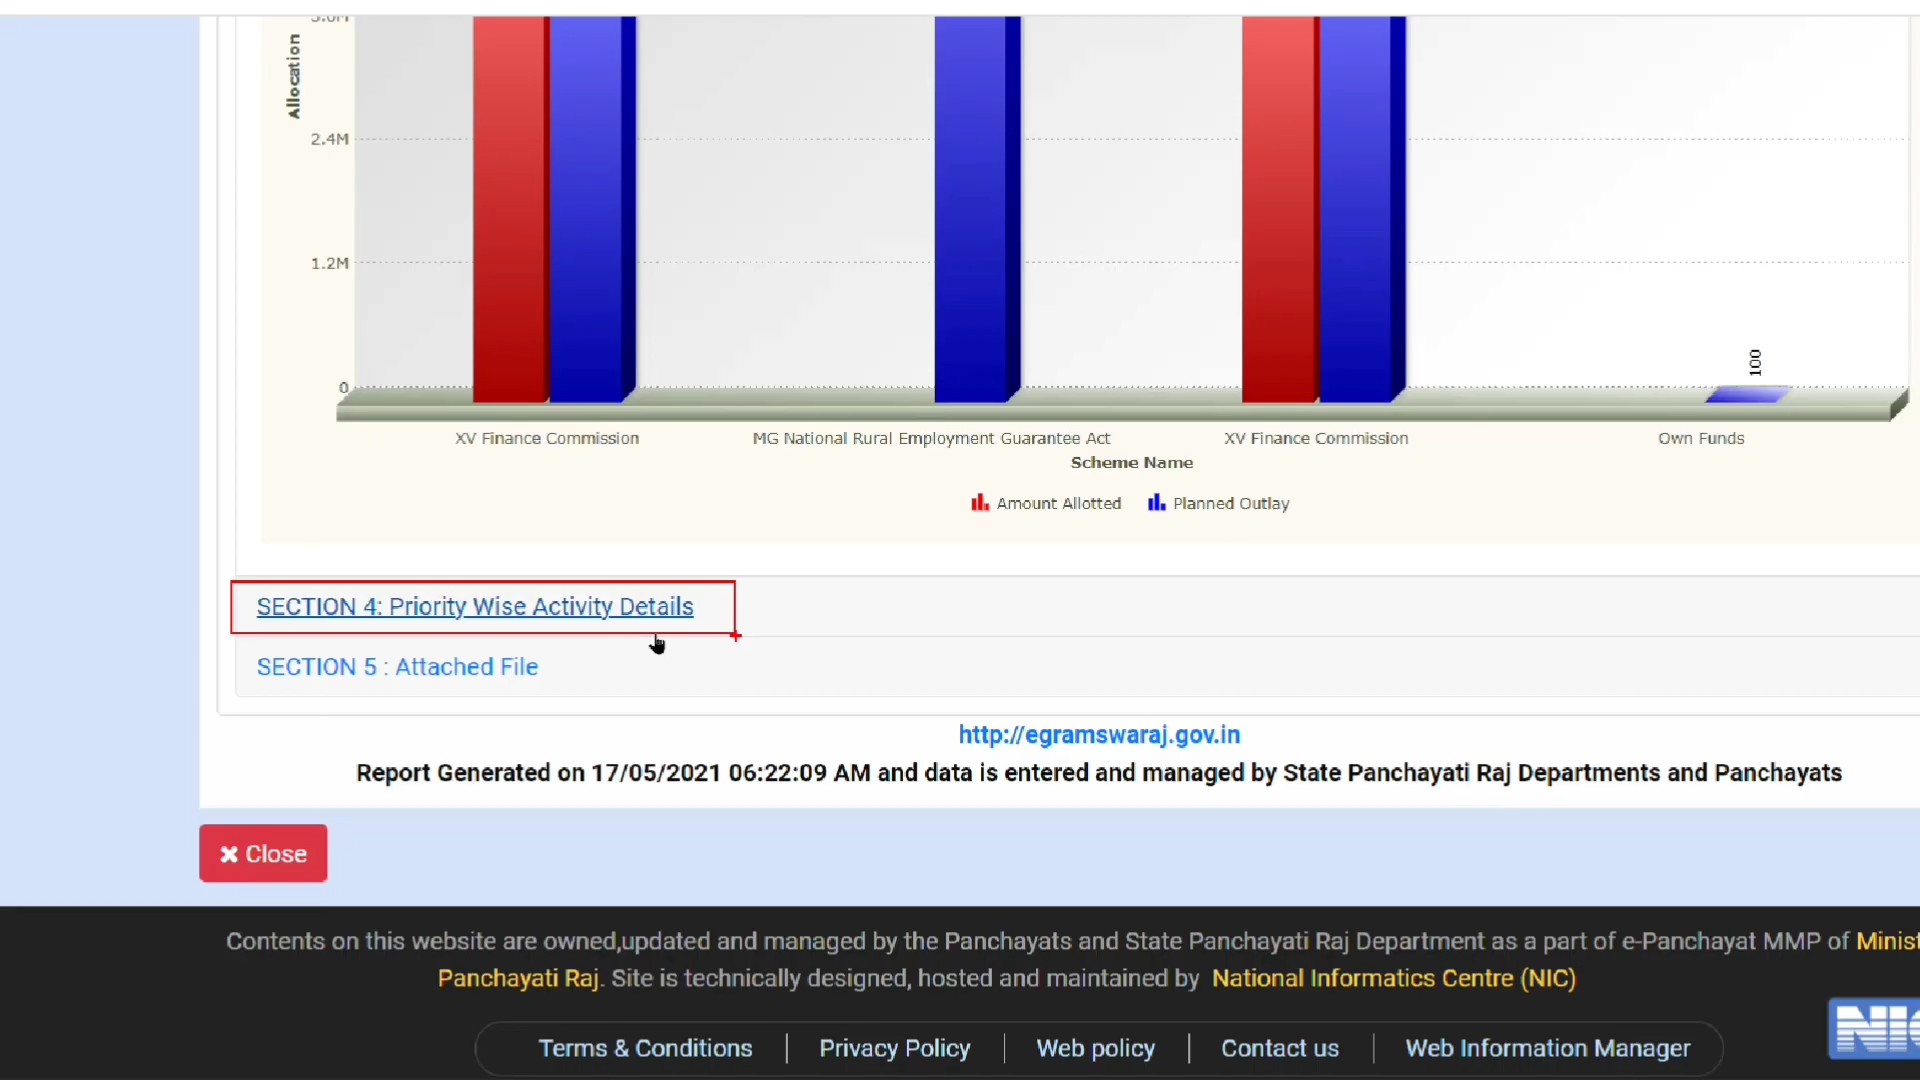 Allocation
2.4M
1.2M
0
100
XV Finance Commission
MG National Rural Employment Guarantee Act
XV Finance Commission
Own Funds
Scheme Name
Amount Allotted
Planned Outlay
SECTION 4: Priority Wise Activity Details
SECTION 5 : Attached File
http://egramswaraj.gov.in
Report Generated on 17/05/2021 06:22:09 AM and data is entered and managed by State Panchayati Raj Departments and Panchayats
Close
Contents on this website are owned,updated and managed by the Panchayats and State Panchayati Raj Department as a part of e-Panchayat MMP of Minist
Panchayati Raj. Site is technically designed, hosted and maintained by National Informatics Centre (NIC)
Terms & Conditions
Privacy Policy
Web policy
Contact us
Web Information Manager
NIC